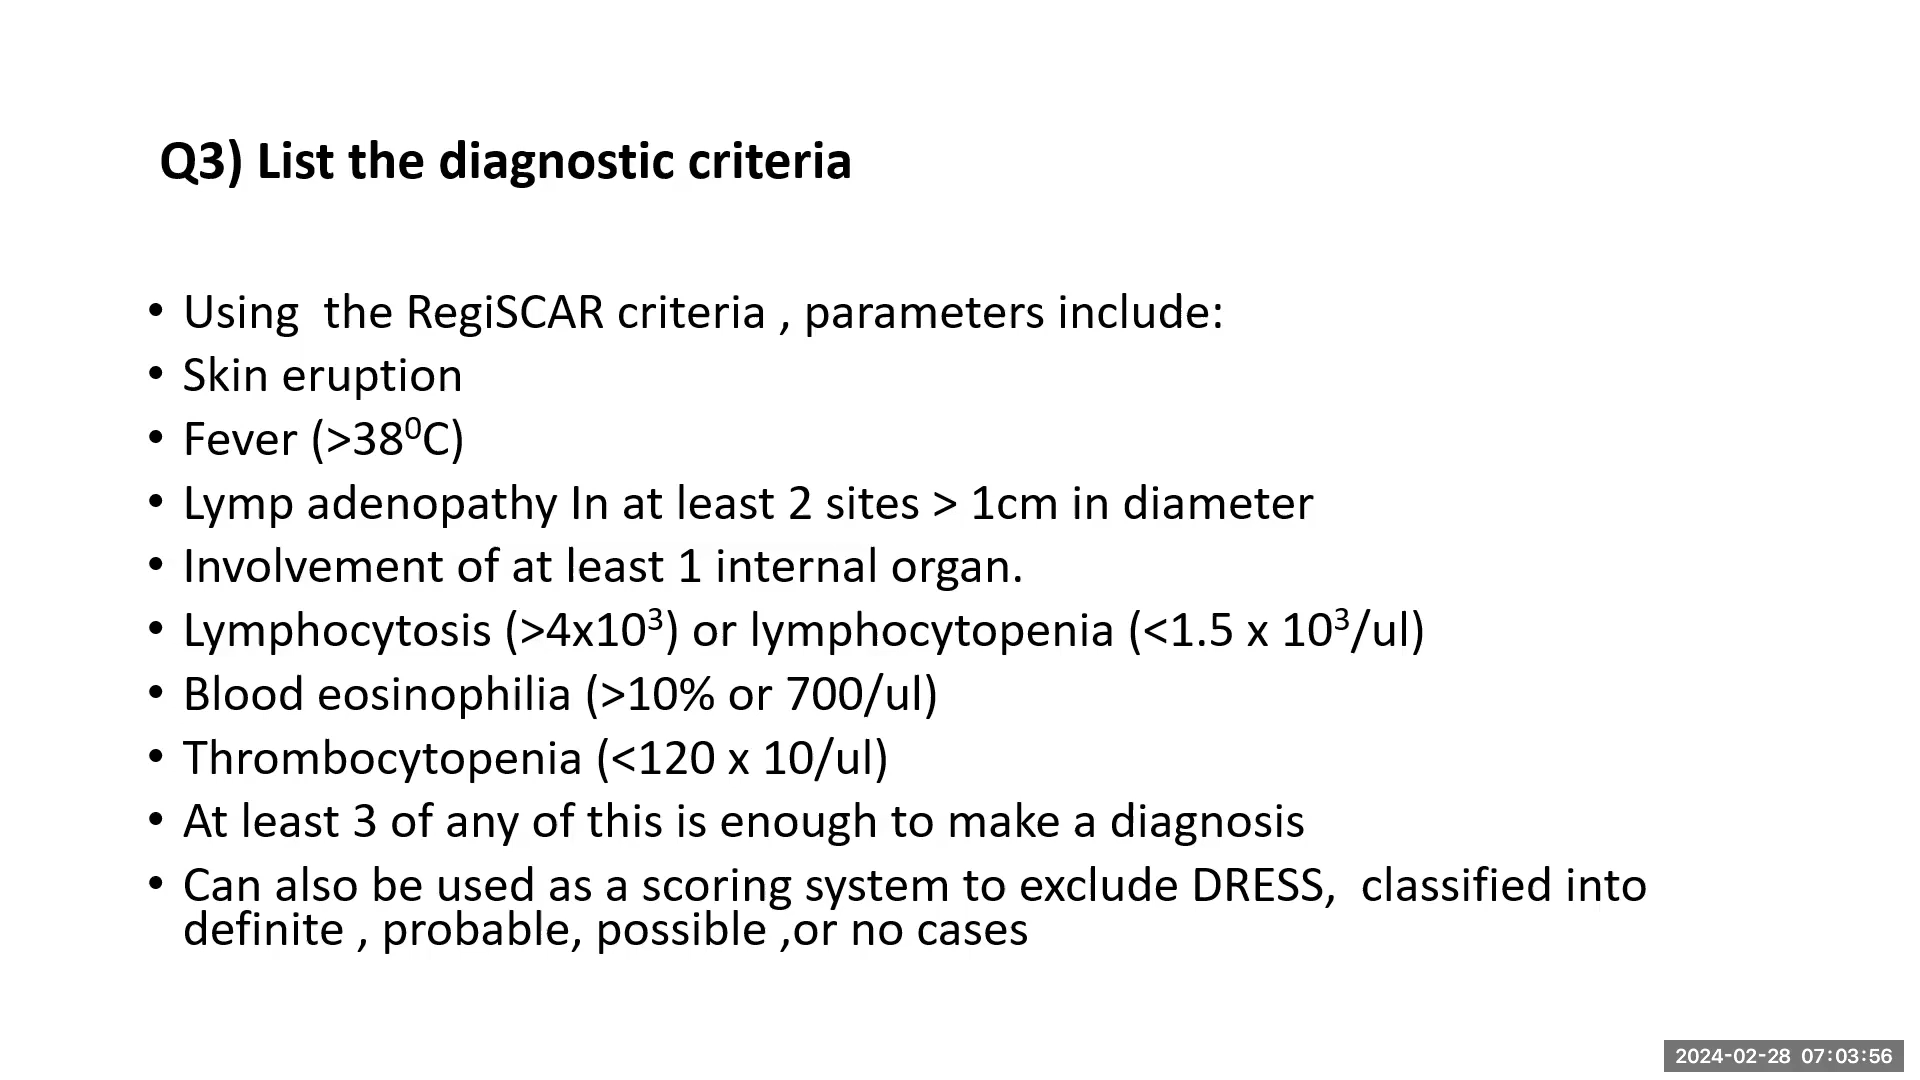 Q3) List the diagnostic criteria
• Using  the RegiSCAR criteria , parameters include:
• Skin eruption
• Fever (>38⁰C)
• Lymp adenopathy In at least 2 sites > 1cm in diameter
• Involvement of at least 1 internal organ.
• Lymphocytosis (>4x10³) or lymphocytopenia (<1.5 x 10³/ul)
• Blood eosinophilia (>10% or 700/ul)
• Thrombocytopenia (<120 x 10/ul)
• At least 3 of any of this is enough to make a diagnosis
• Can also be used as a scoring system to exclude DRESS,  classified into
definite , probable, possible ,or no cases
2024-02-28 07:03:56